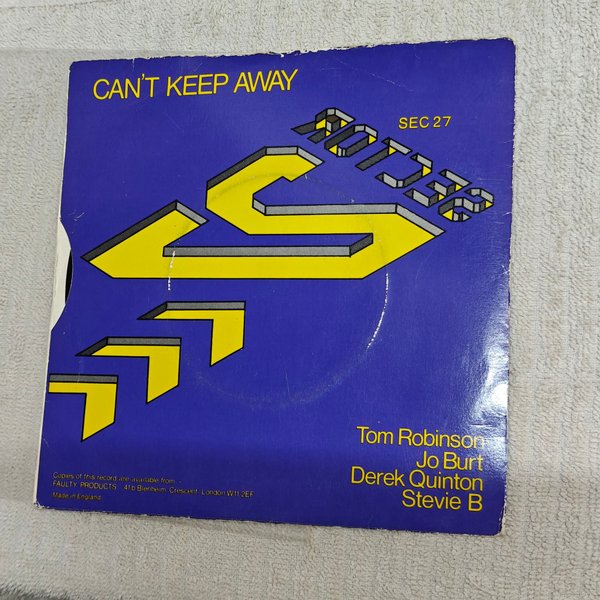 CAN'T KEEP AWAY
SEC 27
SECTOR
Tom Robinson
Jo Burt
Derek Quinton
Stevie B
Copies of this record are available from:-
FAULTY PRODUCTS 41b Blenheim Crescent London W11 2EF
Made in England